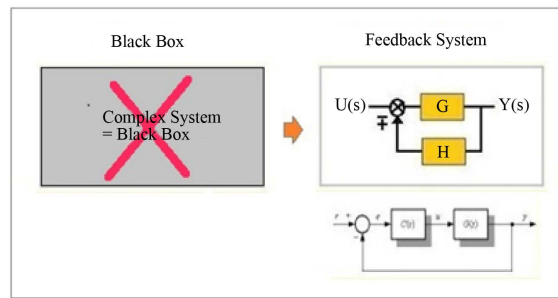 Black Box
Feedback System
Complex System
= Black Box
U(s)
G
Y(s)
∓
H
r + e C(s) u G(s) y
−